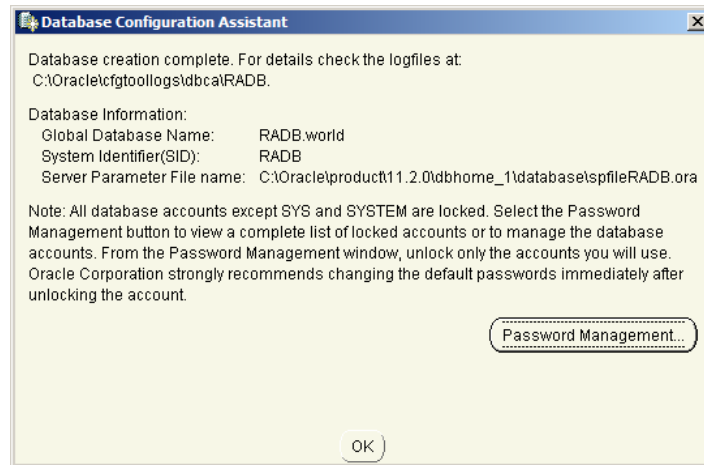 Database Configuration Assistant
Database creation complete. For details check the logfiles at:
C:\Oracle\cfgtoollogs\dbca\RADB.
Database Information:
Global Database Name: RADB.world
System Identifier(SID): RADB
Server Parameter File name: C:\Oracle\product\11.2.0\dbhome_1\database\spfileRADB.ora
Note: All database accounts except SYS and SYSTEM are locked. Select the Password
Management button to view a complete list of locked accounts or to manage the database
accounts. From the Password Management window, unlock only the accounts you will use.
Oracle Corporation strongly recommends changing the default passwords immediately after
unlocking the account.
Password Management...
OK